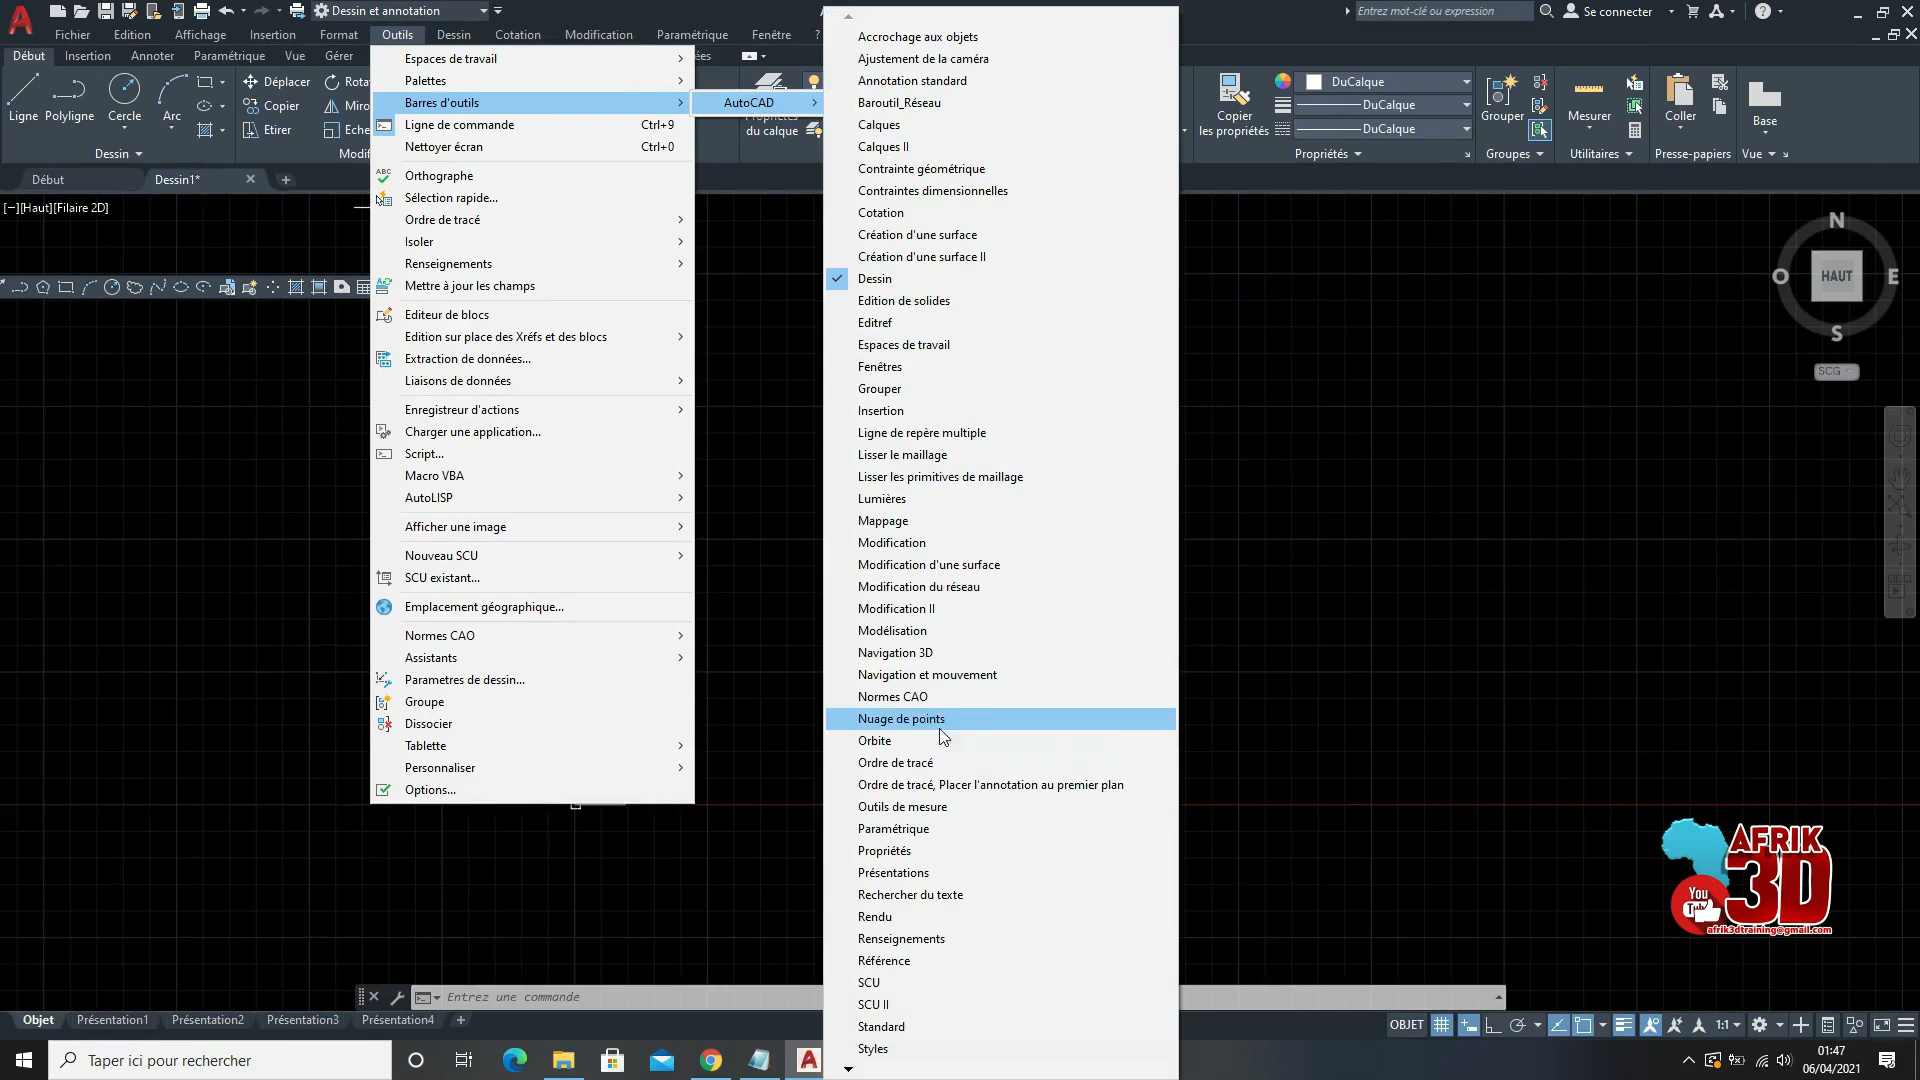 Dessin et annotation
Entrez mot-clé ou expression
Se connecter
Fichier Edition Affichage Insertion Format Outils Dessin Cotation Modification Paramétrique Fenêtre ?
Début Insertion Annoter Paramétrique Vue Gérer
Ligne
Polyligne
Cercle
Arc
Dessin
Déplacer
Copier
Etirer
Copier
les propriétés
DuCalque
DuCalque
DuCalque
Propriétés
Grouper
Groupes
Mesurer
Utilitaires
Coller
Presse-papiers
Base
Vue
du calque
Début
Dessin1*
[−][Haut][Filaire 2D]
Espaces de travail
Palettes
Barres d'outils
Ligne de commande Ctrl+9
Nettoyer écran Ctrl+0
ABC
Orthographe
Sélection rapide...
Ordre de tracé
Isoler
Renseignements
Mettre à jour les champs
Editeur de blocs
Edition sur place des Xréfs et des blocs
Extraction de données...
Liaisons de données
Enregistreur d'actions
Charger une application...
Script...
Macro VBA
AutoLISP
Afficher une image
Nouveau SCU
SCU existant...
Emplacement géographique...
Normes CAO
Assistants
Parametres de dessin...
Groupe
Dissocier
Tablette
Personnaliser
Options...
AutoCAD
Accrochage aux objets
Ajustement de la caméra
Annotation standard
Baroutil_Réseau
Calques
Calques II
Contrainte géométrique
Contraintes dimensionnelles
Cotation
Création d'une surface
Création d'une surface II
Dessin
Edition de solides
Editref
Espaces de travail
Fenêtres
Grouper
Insertion
Ligne de repère multiple
Lisser le maillage
Lisser les primitives de maillage
Lumières
Mappage
Modification
Modification d'une surface
Modification du réseau
Modification II
Modélisation
Navigation 3D
Navigation et mouvement
Normes CAO
Nuage de points
Orbite
Ordre de tracé
Ordre de tracé, Placer l'annotation au premier plan
Outils de mesure
Paramétrique
Propriétés
Présentations
Rechercher du texte
Rendu
Renseignements
Référence
SCU
SCU II
Standard
Styles
N
O
HAUT
E
S
SCG
AFRIK
3D
You
Tube
afrik3dtraining@gmail.com
Entrez une commande
Objet Présentation1 Présentation2 Présentation3 Présentation4
OBJET
1:1
Taper ici pour rechercher
01:47
06/04/2021